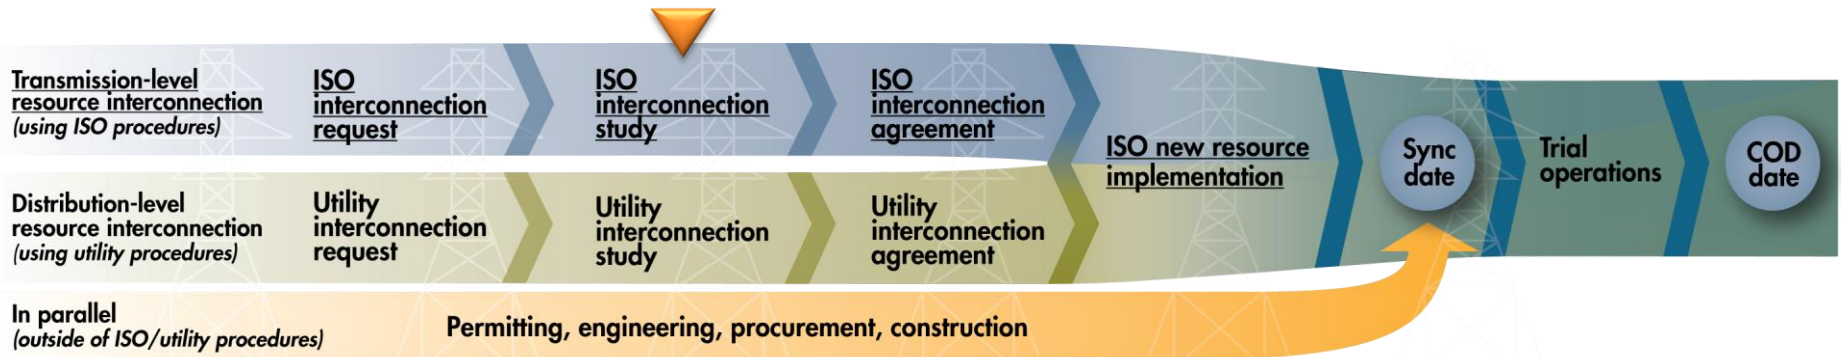 Transmission-level
resource interconnection
(using ISO procedures)
ISO
interconnection
request
ISO
interconnection
study
ISO
interconnection
agreement
Distribution-level
resource interconnection
(using utility procedures)
Utility
interconnection
request
Utility
interconnection
study
Utility
interconnection
agreement
ISO new resource
implementation
Sync
date
Trial
operations
COD
date
In parallel
(outside of ISO/utility procedures)
Permitting, engineering, procurement, construction